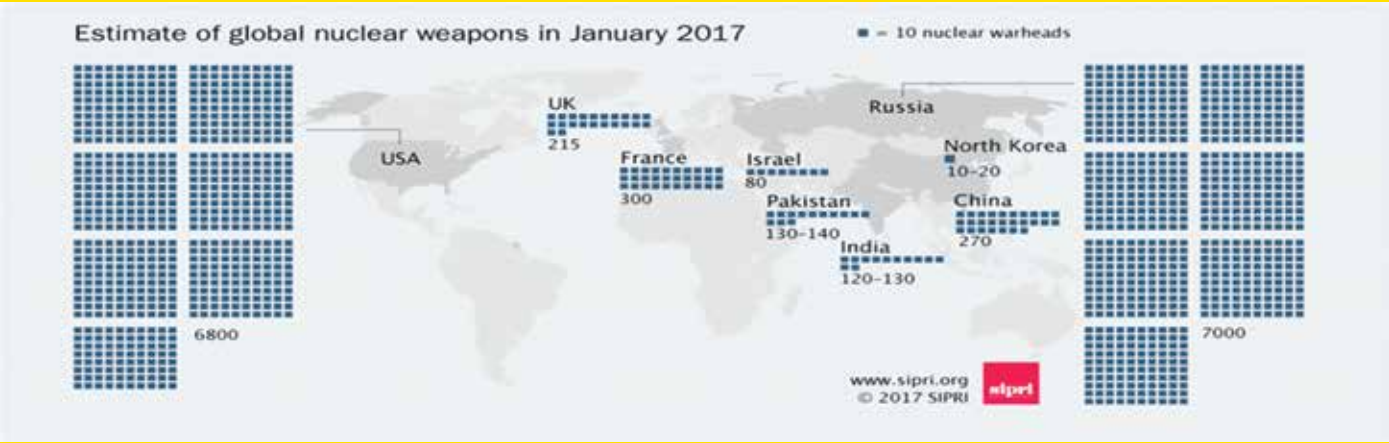 Estimate of global nuclear weapons in January 2017
= 10 nuclear warheads
USA
6800
UK
215
France
300
Israel
80
Pakistan
130–140
India
120–130
Russia
North Korea
10–20
China
270
7000
www.sipri.org
© 2017 SIPRI
sipri